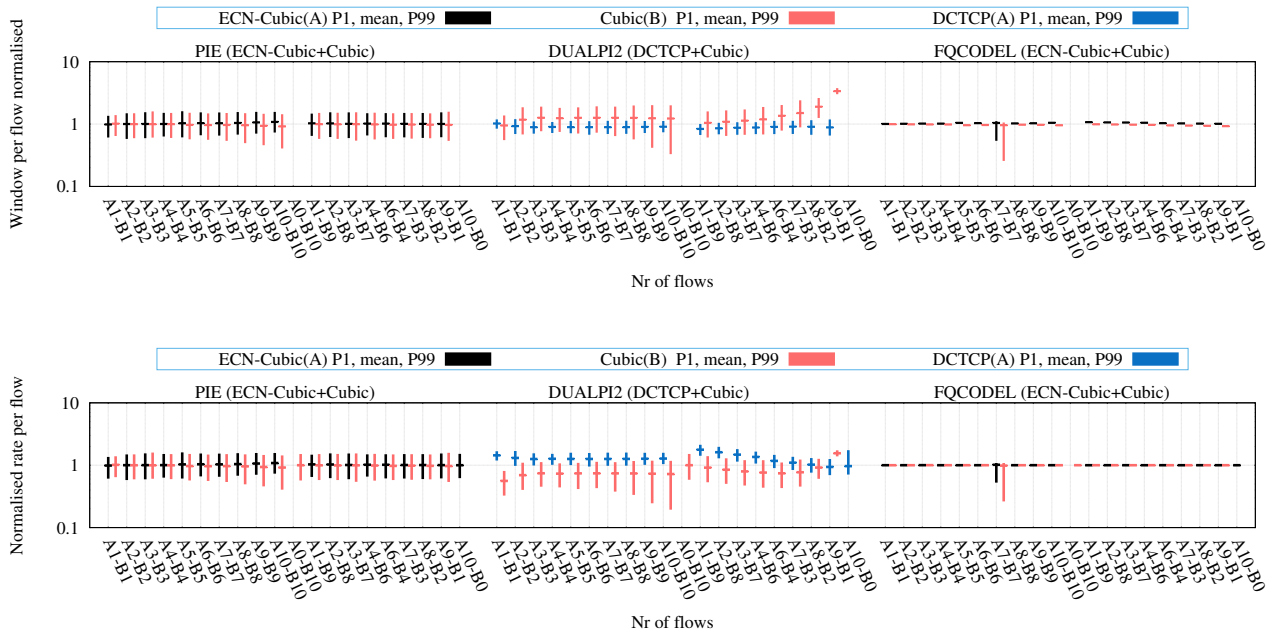 ECN-Cubic(A) P1, mean, P99
Cubic(B) P1, mean, P99
DCTCP(A) P1, mean, P99
PIE (ECN-Cubic+Cubic)
DUALPI2 (DCTCP+Cubic)
FQCODEL (ECN-Cubic+Cubic)
Window per flow normalised
10
1
0.1
A1-B1 A2-B2 A3-B3 A4-B4 A5-B5 A6-B6 A7-B7 A8-B8 A9-B9 A10-B10 A0-B10 A1-B9 A2-B8 A3-B7 A4-B6 A6-B4 A7-B3 A8-B2 A9-B1 A10-B0
A1-B1 A2-B2 A3-B3 A4-B4 A5-B5 A6-B6 A7-B7 A8-B8 A9-B9 A10-B10 A0-B10 A1-B9 A2-B8 A3-B7 A4-B6 A6-B4 A7-B3 A8-B2 A9-B1 A10-B0
A1-B1 A2-B2 A3-B3 A4-B4 A5-B5 A6-B6 A7-B7 A8-B8 A9-B9 A10-B10 A0-B10 A1-B9 A2-B8 A3-B7 A4-B6 A6-B4 A7-B3 A8-B2 A9-B1 A10-B0
Nr of flows
ECN-Cubic(A) P1, mean, P99
Cubic(B) P1, mean, P99
DCTCP(A) P1, mean, P99
PIE (ECN-Cubic+Cubic)
DUALPI2 (DCTCP+Cubic)
FQCODEL (ECN-Cubic+Cubic)
Normalised rate per flow
10
1
0.1
A1-B1 A2-B2 A3-B3 A4-B4 A5-B5 A6-B6 A7-B7 A8-B8 A9-B9 A10-B10 A0-B10 A1-B9 A2-B8 A3-B7 A4-B6 A6-B4 A7-B3 A8-B2 A9-B1 A10-B0
A1-B1 A2-B2 A3-B3 A4-B4 A5-B5 A6-B6 A7-B7 A8-B8 A9-B9 A10-B10 A0-B10 A1-B9 A2-B8 A3-B7 A4-B6 A6-B4 A7-B3 A8-B2 A9-B1 A10-B0
A1-B1 A2-B2 A3-B3 A4-B4 A5-B5 A6-B6 A7-B7 A8-B8 A9-B9 A10-B10 A0-B10 A1-B9 A2-B8 A3-B7 A4-B6 A6-B4 A7-B3 A8-B2 A9-B1 A10-B0
Nr of flows